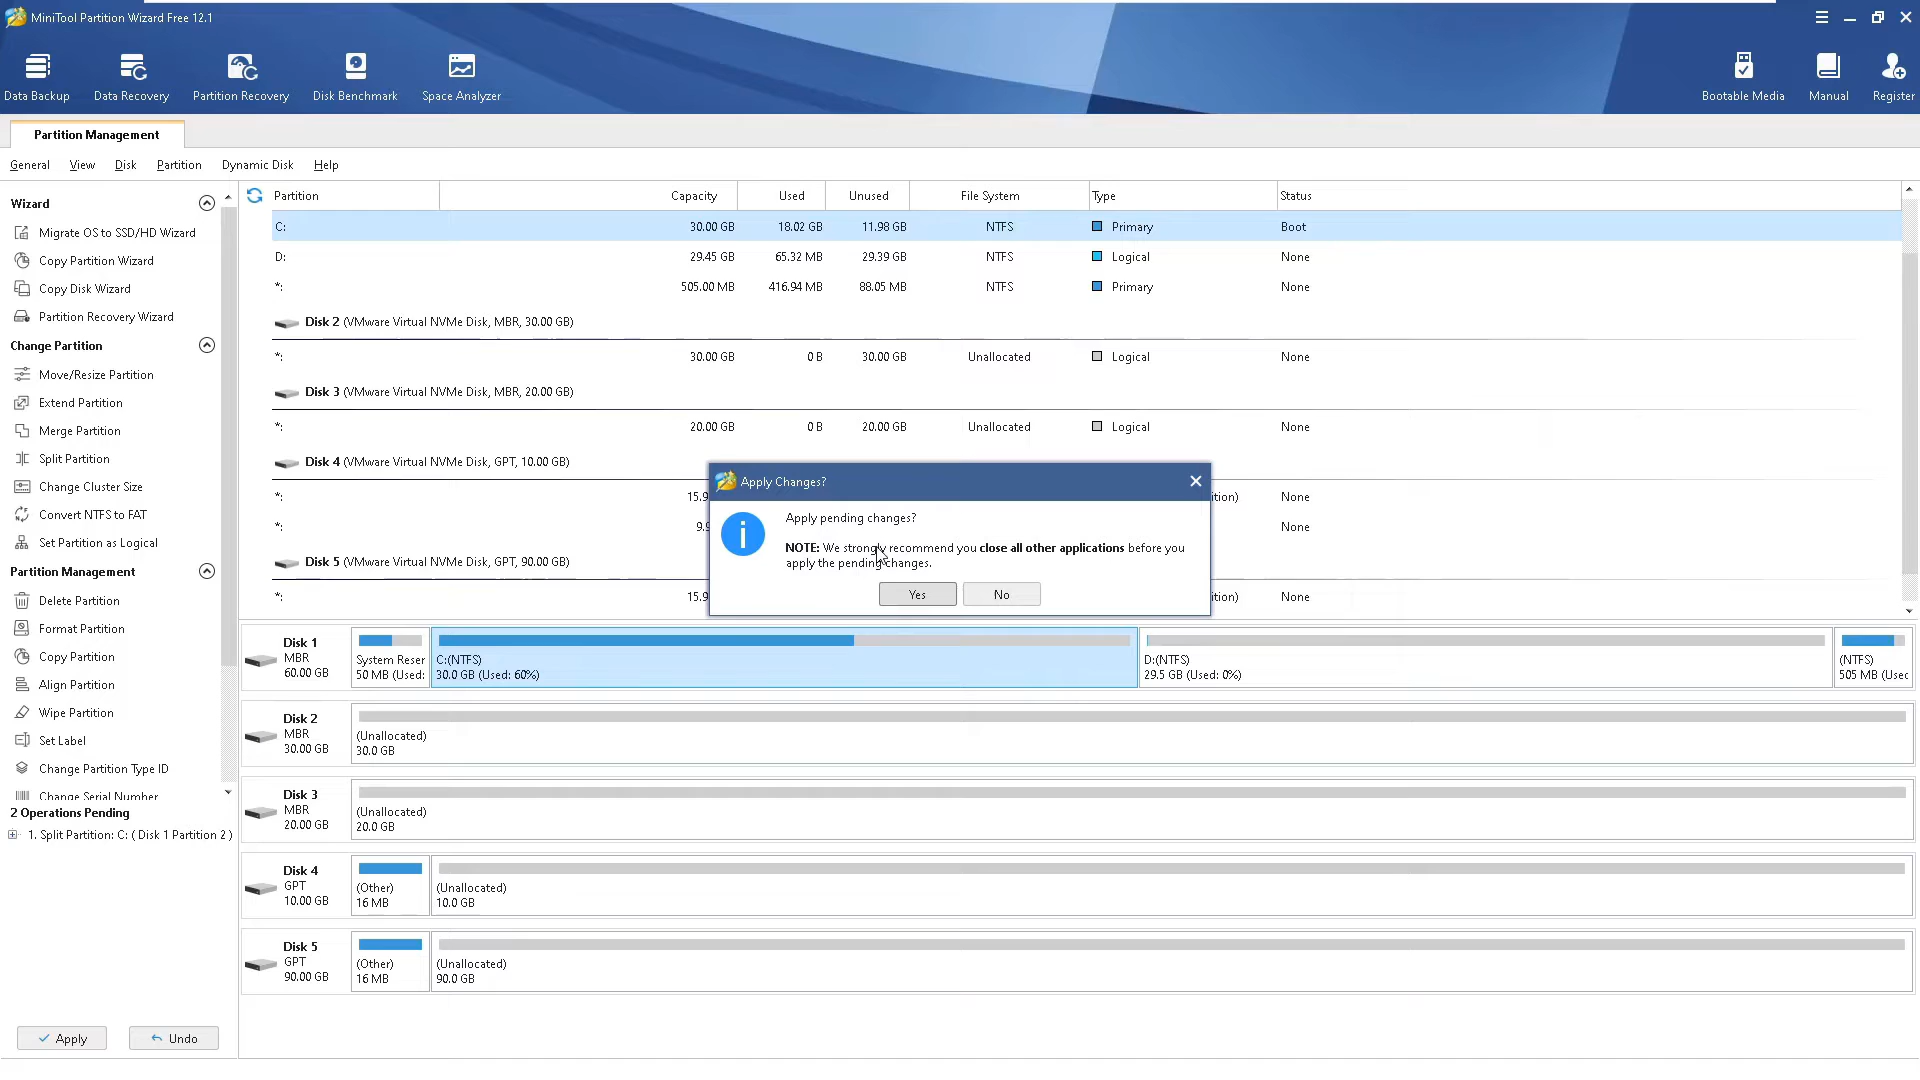 MiniTool Partition Wizard Free 12.1
Data Backup
Data Recovery
Partition Recovery
Disk Benchmark
Space Analyzer
Bootable Media
Manual
Register
Partition Management
General View Disk Partition Dynamic Disk Help
Wizard
Migrate OS to SSD/HD Wizard
Copy Partition Wizard
Copy Disk Wizard
Partition Recovery Wizard
Change Partition
Move/Resize Partition
Extend Partition
Merge Partition
Split Partition
Change Cluster Size
Convert NTFS to FAT
Set Partition as Logical
Partition Management
Delete Partition
Format Partition
Copy Partition
Align Partition
Wipe Partition
Set Label
Change Partition Type ID
Change Serial Number
2 Operations Pending
1. Split Partition: C: ( Disk 1 Partition 2 )
Apply
Undo
Partition Capacity Used Unused File System Type Status
C: 30.00 GB 18.02 GB 11.98 GB NTFS Primary Boot
D: 29.45 GB 65.32 MB 29.39 GB NTFS Logical None
*: 505.00 MB 416.94 MB 88.05 MB NTFS Primary None
Disk 2 (VMware Virtual NVMe Disk, MBR, 30.00 GB)
*: 30.00 GB 0 B 30.00 GB Unallocated Logical None
Disk 3 (VMware Virtual NVMe Disk, MBR, 20.00 GB)
*: 20.00 GB 0 B 20.00 GB Unallocated Logical None
Disk 4 (VMware Virtual NVMe Disk, GPT, 10.00 GB)
*: 15.9 ition) None
*: 9.9 None
Disk 5 (VMware Virtual NVMe Disk, GPT, 90.00 GB)
*: 15.9 ition) None
Apply Changes?
Apply pending changes?
NOTE: We strongly recommend you close all other applications before you
apply the pending changes.
Yes
No
Disk 1
MBR
60.00 GB
System Reser
50 MB (Used:
C:(NTFS)
30.0 GB (Used: 60%)
D:(NTFS)
29.5 GB (Used: 0%)
(NTFS)
505 MB (Usec
Disk 2
MBR
30.00 GB
(Unallocated)
30.0 GB
Disk 3
MBR
20.00 GB
(Unallocated)
20.0 GB
Disk 4
GPT
10.00 GB
(Other)
16 MB
(Unallocated)
10.0 GB
Disk 5
GPT
90.00 GB
(Other)
16 MB
(Unallocated)
90.0 GB